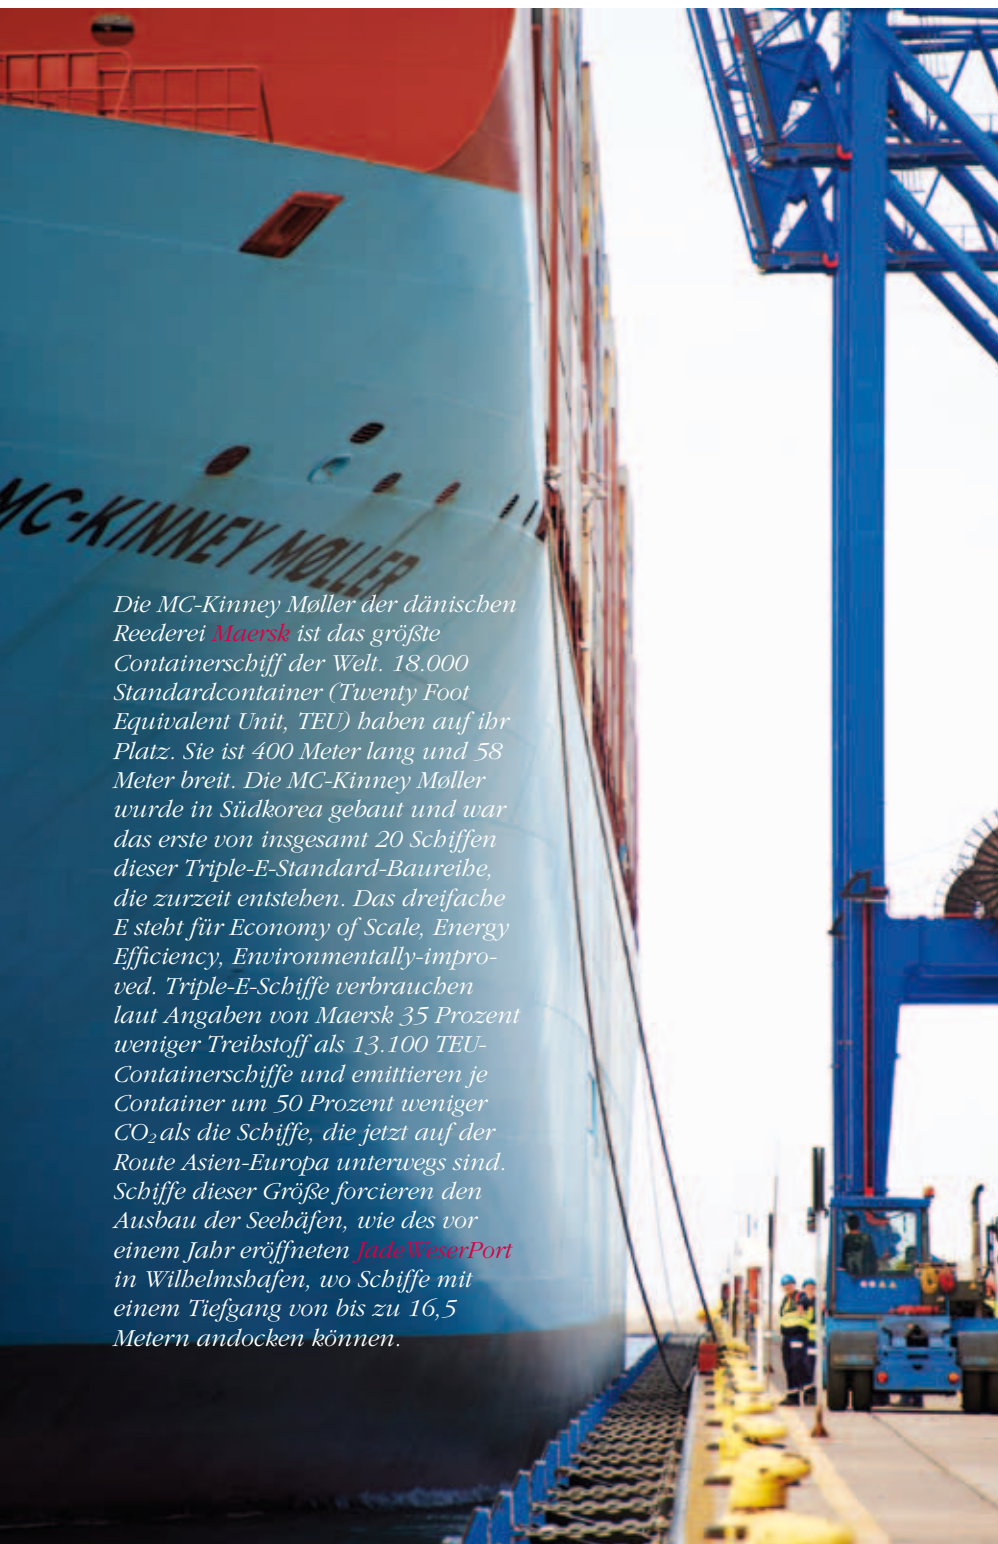 MC-KINNEY MØLLER
Die MC-Kinney Møller der dänischen
Reederei Maersk ist das größte
Containerschiff der Welt. 18.000
Standardcontainer (Twenty Foot
Equivalent Unit, TEU) haben auf ihr
Platz. Sie ist 400 Meter lang und 58
Meter breit. Die MC-Kinney Møller
wurde in Südkorea gebaut und war
das erste von insgesamt 20 Schiffen
dieser Triple-E-Standard-Baureihe,
die zurzeit entstehen. Das dreifache
E steht für Economy of Scale, Energy
Efficiency, Environmentally-impro-
ved. Triple-E-Schiffe verbrauchen
laut Angaben von Maersk 35 Prozent
weniger Treibstoff als 13.100 TEU-
Containerschiffe und emittieren je
Container um 50 Prozent weniger
CO₂ als die Schiffe, die jetzt auf der
Route Asien-Europa unterwegs sind.
Schiffe dieser Größe forcieren den
Ausbau der Seehäfen, wie des vor
einem Jahr eröffneten JadeWeserPort
in Wilhelmshafen, wo Schiffe mit
einem Tiefgang von bis zu 16,5
Metern andocken können.